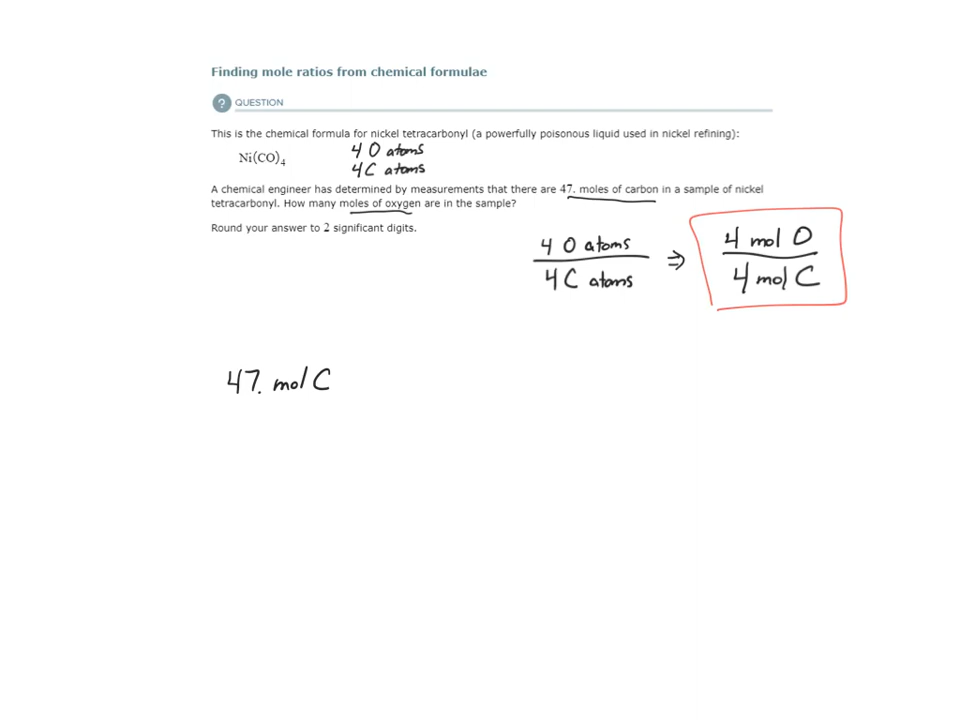 Finding mole ratios from chemical formulae
? QUESTION
This is the chemical formula for nickel tetracarbonyl (a powerfully poisonous liquid used in nickel refining):
Ni(CO)₄
4 O atoms
4 C atoms
A chemical engineer has determined by measurements that there are 47. moles of carbon in a sample of nickel
tetracarbonyl. How many moles of oxygen are in the sample?
Round your answer to 2 significant digits.
4 O atoms
4 C atoms
⇒
4 mol O
4 mol C
47. mol C